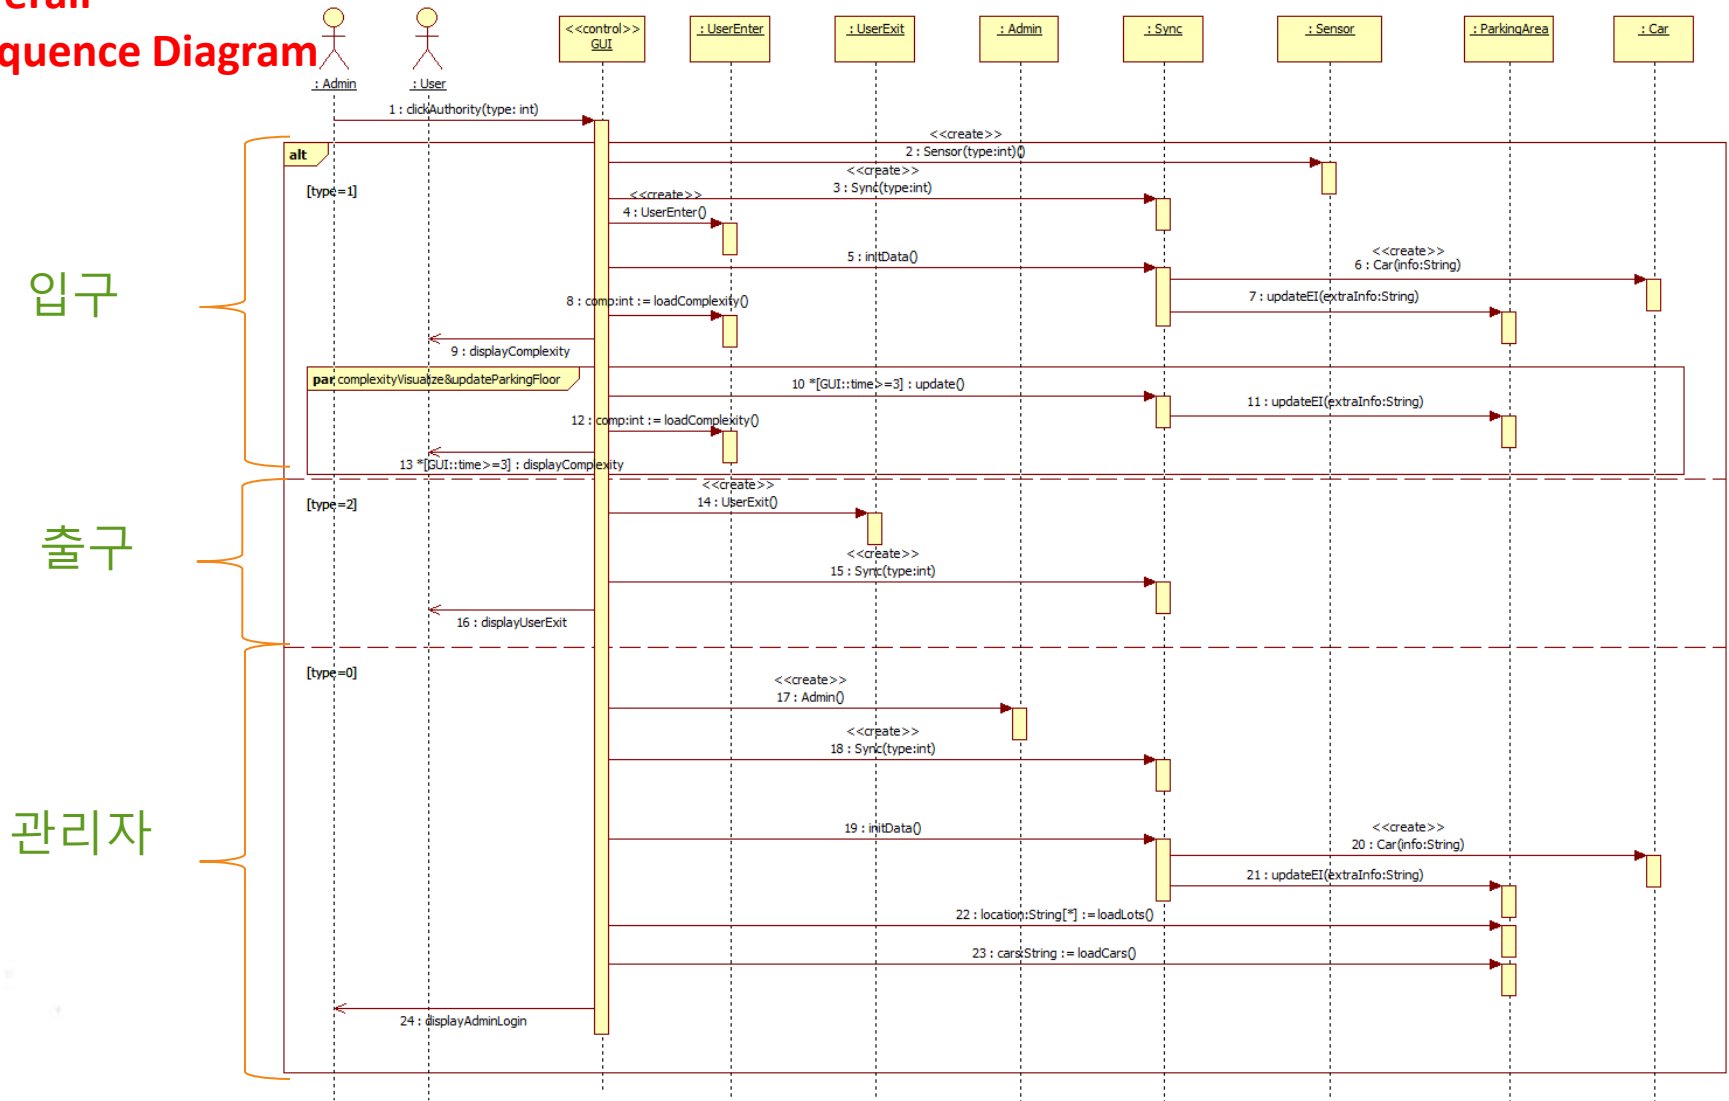 erall
quence Diagram
: Admin
: User
<<control>>
GUI
: UserEnter
: UserExit
: Admin
: Sync
: Sensor
: ParkingArea
: Car
1 : clickAuthority(type: int)
alt
[type=1]
입구
<<create>>
2 : Sensor(type:int)()
<<create>>
3 : Sync(type:int)
<<create>>
4 : UserEnter()
5 : initData()
<<create>>
6 : Car(info:String)
7 : updateEI(extraInfo:String)
8 : comp:int := loadComplexity()
9 : displayComplexity
par complexityVisualize&updateParkingFloor
10 *[GUI::time>=3] : update()
11 : updateEI(extraInfo:String)
12 : comp:int := loadComplexity()
13 *[GUI::time>=3] : displayComplexity
[type=2]
출구
<<create>>
14 : UserExit()
<<create>>
15 : Sync(type:int)
16 : displayUserExit
[type=0]
관리자
<<create>>
17 : Admin()
<<create>>
18 : Sync(type:int)
19 : initData()
<<create>>
20 : Car(info:String)
21 : updateEI(extraInfo:String)
22 : location:String[*] := loadLots()
23 : cars:String := loadCars()
24 : displayAdminLogin